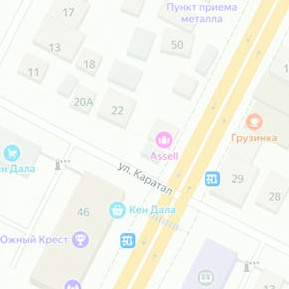 Пункт приема
металла
17
13
50
18
11
20А
22
Грузинка
Assell
ен Дала
ул. Каратал
29
28
46
Кен Дала
Южный Крест